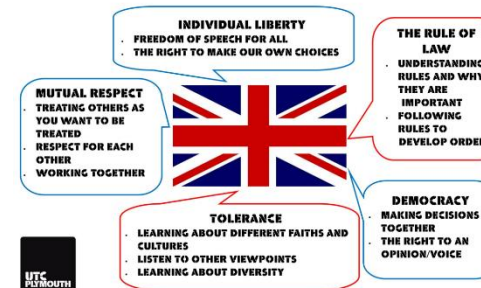 INDIVIDUAL LIBERTY
. FREEDOM OF SPEECH FOR ALL
. THE RIGHT TO MAKE OUR OWN CHOICES
THE RULE OF
LAW
. UNDERSTANDING
RULES AND WHY
THEY ARE
IMPORTANT
. FOLLOWING
RULES TO
DEVELOP ORDER
MUTUAL RESPECT
. TREATING OTHERS AS
YOU WANT TO BE
TREATED
. RESPECT FOR EACH
OTHER
. WORKING TOGETHER
DEMOCRACY
. MAKING DECISIONS
TOGETHER
. THE RIGHT TO AN
OPINION/VOICE
TOLERANCE
. LEARNING ABOUT DIFFERENT FAITHS AND
CULTURES
. LISTEN TO OTHER VIEWPOINTS
. LEARNING ABOUT DIVERSITY
UTC
PLYMOUTH